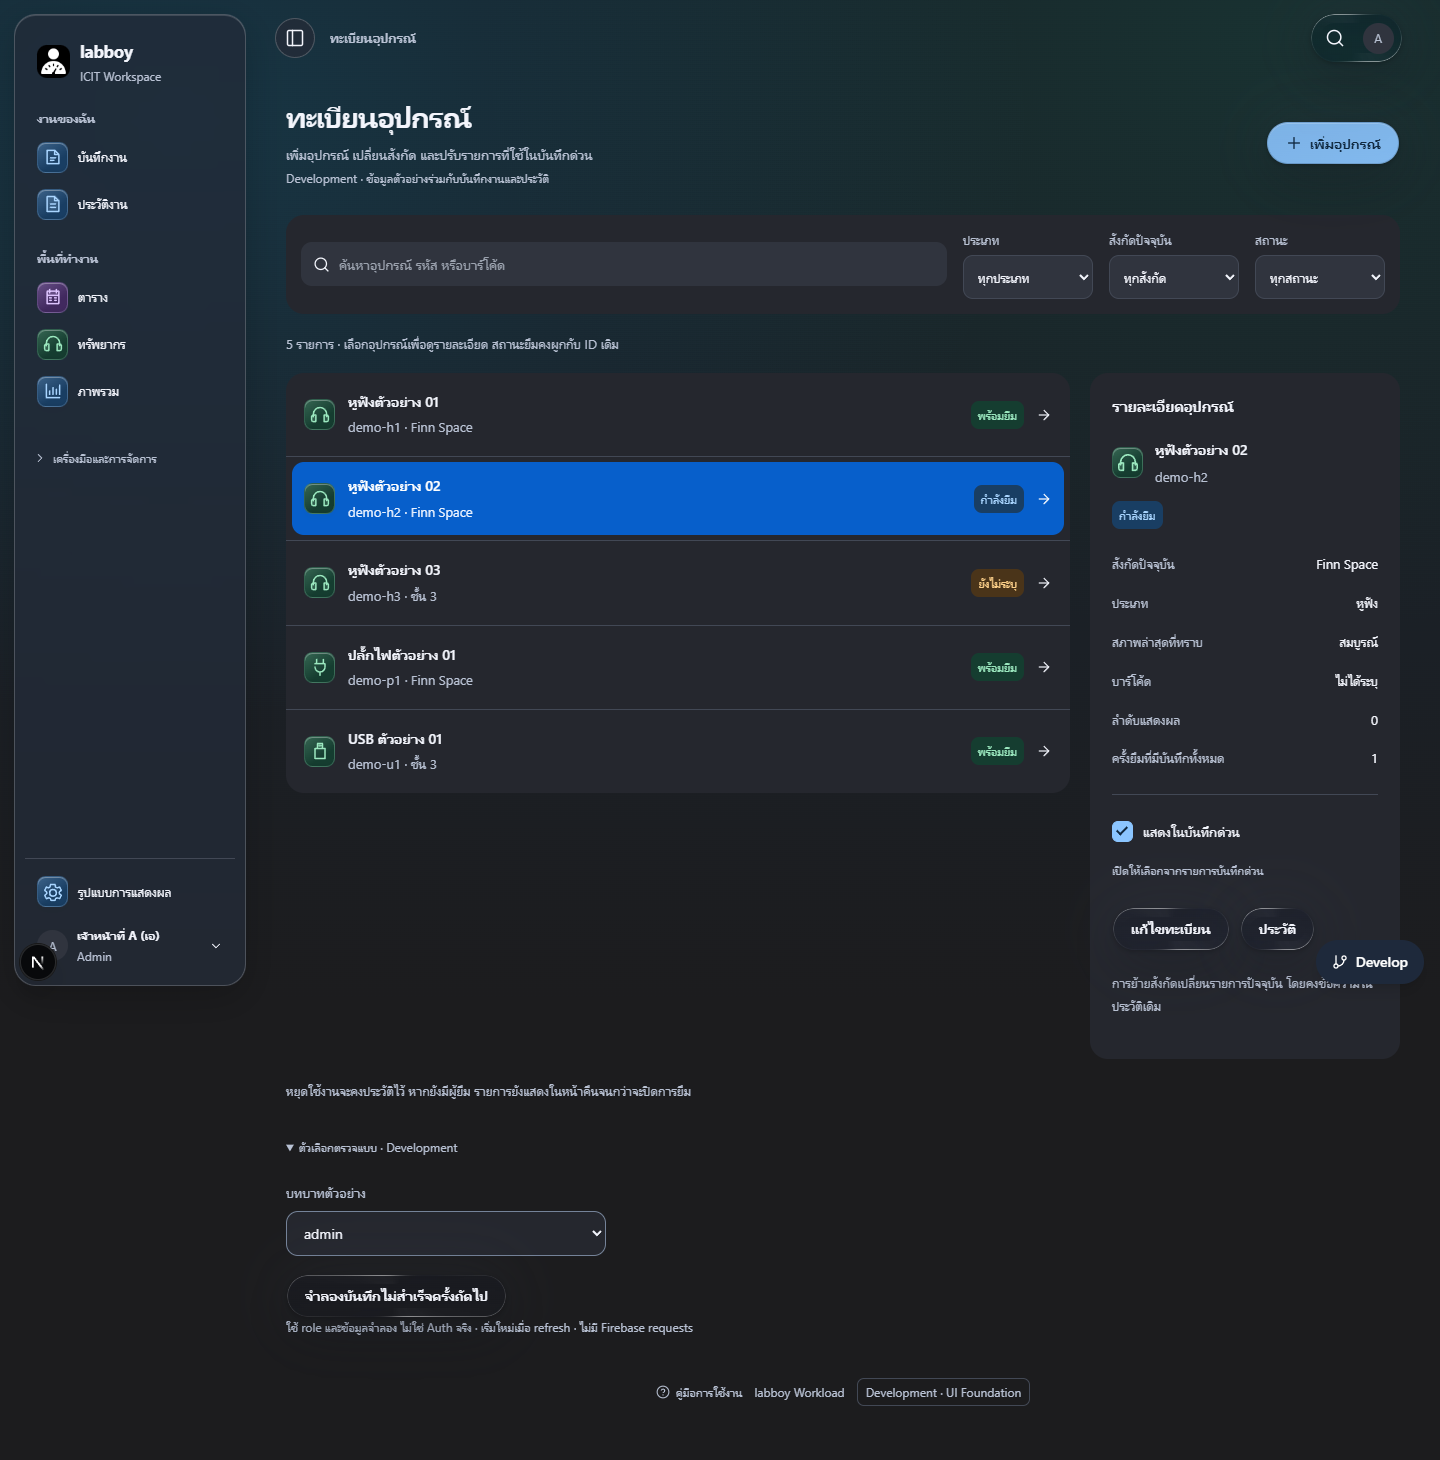 labboy
ICIT Workspace
งานของฉัน
บันทึกงาน
ประวัติงาน
พื้นที่ทำงาน
ตาราง
ทรัพยากร
ภาพรวม
เครื่องมือและการจัดการ
รูปแบบการแสดงผล
A
เจ้าหน้าที่ A (เอ)
Admin
N
ทะเบียนอุปกรณ์
A
ทะเบียนอุปกรณ์
เพิ่มอุปกรณ์ เปลี่ยนสังกัด และปรับรายการที่ใช้ในบันทึกด่วน
Development · ข้อมูลตัวอย่างร่วมกับบันทึกงานและประวัติ
เพิ่มอุปกรณ์
ค้นหาอุปกรณ์ รหัส หรือบาร์โค้ด
ประเภท
ทุกประเภท
สังกัดปัจจุบัน
ทุกสังกัด
สถานะ
ทุกสถานะ
5 รายการ · เลือกอุปกรณ์เพื่อดูรายละเอียด สถานะยืมคงผูกกับ ID เดิม
หูฟังตัวอย่าง 01
demo-h1 · Finn Space
พร้อมยืม
หูฟังตัวอย่าง 02
demo-h2 · Finn Space
กำลังยืม
หูฟังตัวอย่าง 03
demo-h3 · ชั้น 3
ยังไม่ระบุ
ปลั๊กไฟตัวอย่าง 01
demo-p1 · Finn Space
พร้อมยืม
USB ตัวอย่าง 01
demo-u1 · ชั้น 3
พร้อมยืม
รายละเอียดอุปกรณ์
หูฟังตัวอย่าง 02
demo-h2
กำลังยืม
สังกัดปัจจุบัน Finn Space
ประเภท หูฟัง
สภาพล่าสุดที่ทราบ สมบูรณ์
บาร์โค้ด ไม่ได้ระบุ
ลำดับแสดงผล 0
ครั้งยืมที่มีบันทึกทั้งหมด 1
แสดงในบันทึกด่วน
เปิดให้เลือกจากรายการบันทึกด่วน
แก้ไขทะเบียน
ประวัติ
Develop
การย้ายสังกัดเปลี่ยนรายการปัจจุบัน โดยคงข้อความใน
ประวัติเดิม
หยุดใช้งานจะคงประวัติไว้ หากยังมีผู้ยืม รายการยังแสดงในหน้าคืนจนกว่าจะปิดการยืม
ตัวเลือกตรวจแบบ · Development
บทบาทตัวอย่าง
admin
จำลองบันทึกไม่สำเร็จครั้งถัดไป
ใช้ role และข้อมูลจำลอง ไม่ใช่ Auth จริง · เริ่มใหม่เมื่อ refresh · ไม่มี Firebase requests
คู่มือการใช้งาน labboy Workload Development · UI Foundation